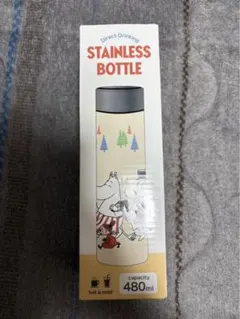 Direct Drinking
STAINLESS
BOTTLE
capacity
480ml